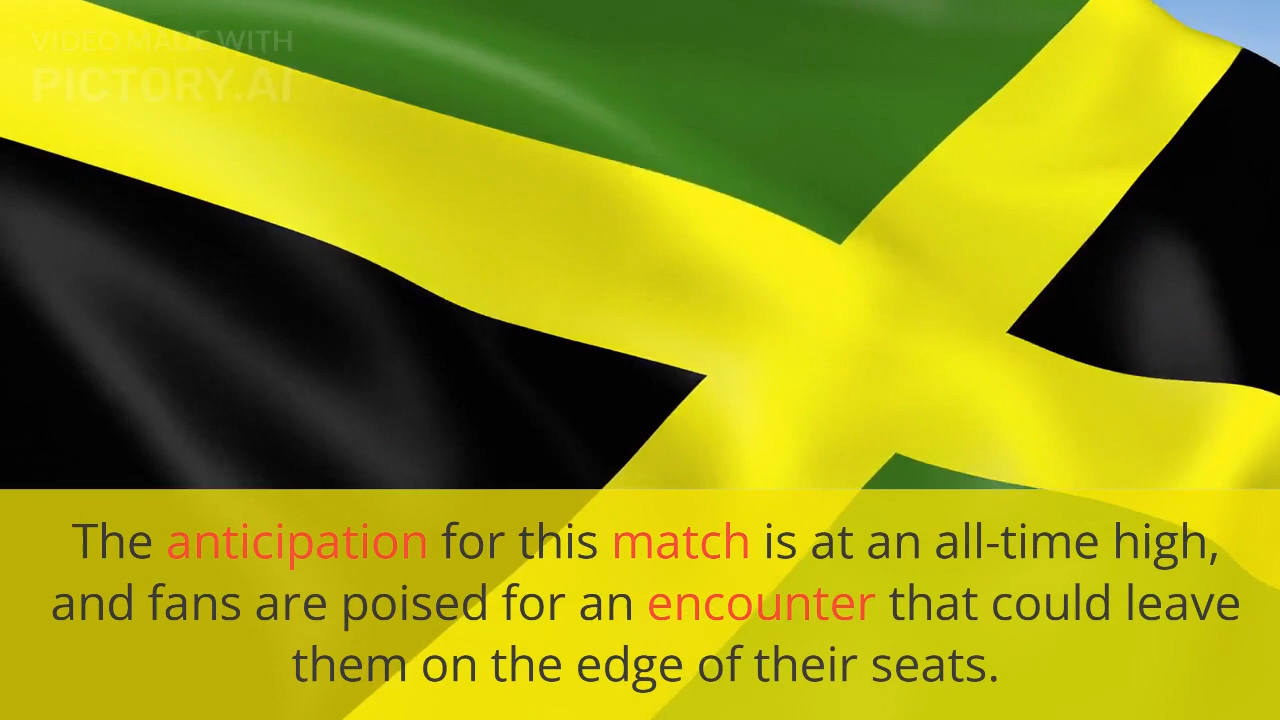 VIDEO MADE WITH
PICTORY.AI
The anticipation for this match is at an all-time high,
and fans are poised for an encounter that could leave
them on the edge of their seats.